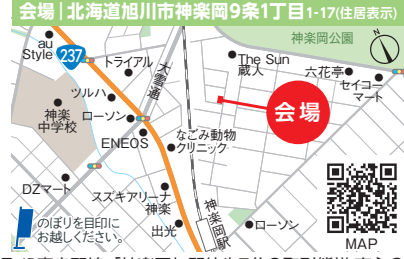 会場|北海道旭川市神楽岡9条1丁目1-17(住居表示)
au
Style
237
トライアル
大雪通
The Sun
蔵人
神楽岡公園
六花亭
セイコー
マート
N
ツルハ
ローソン
会場
神楽
中学校
ENEOS
なごみ動物
クリニック
DZマート
スズキアリーナ
神楽
神楽岡駅
のぼりを目印に
お越しください。
出光
ローソン
MAP